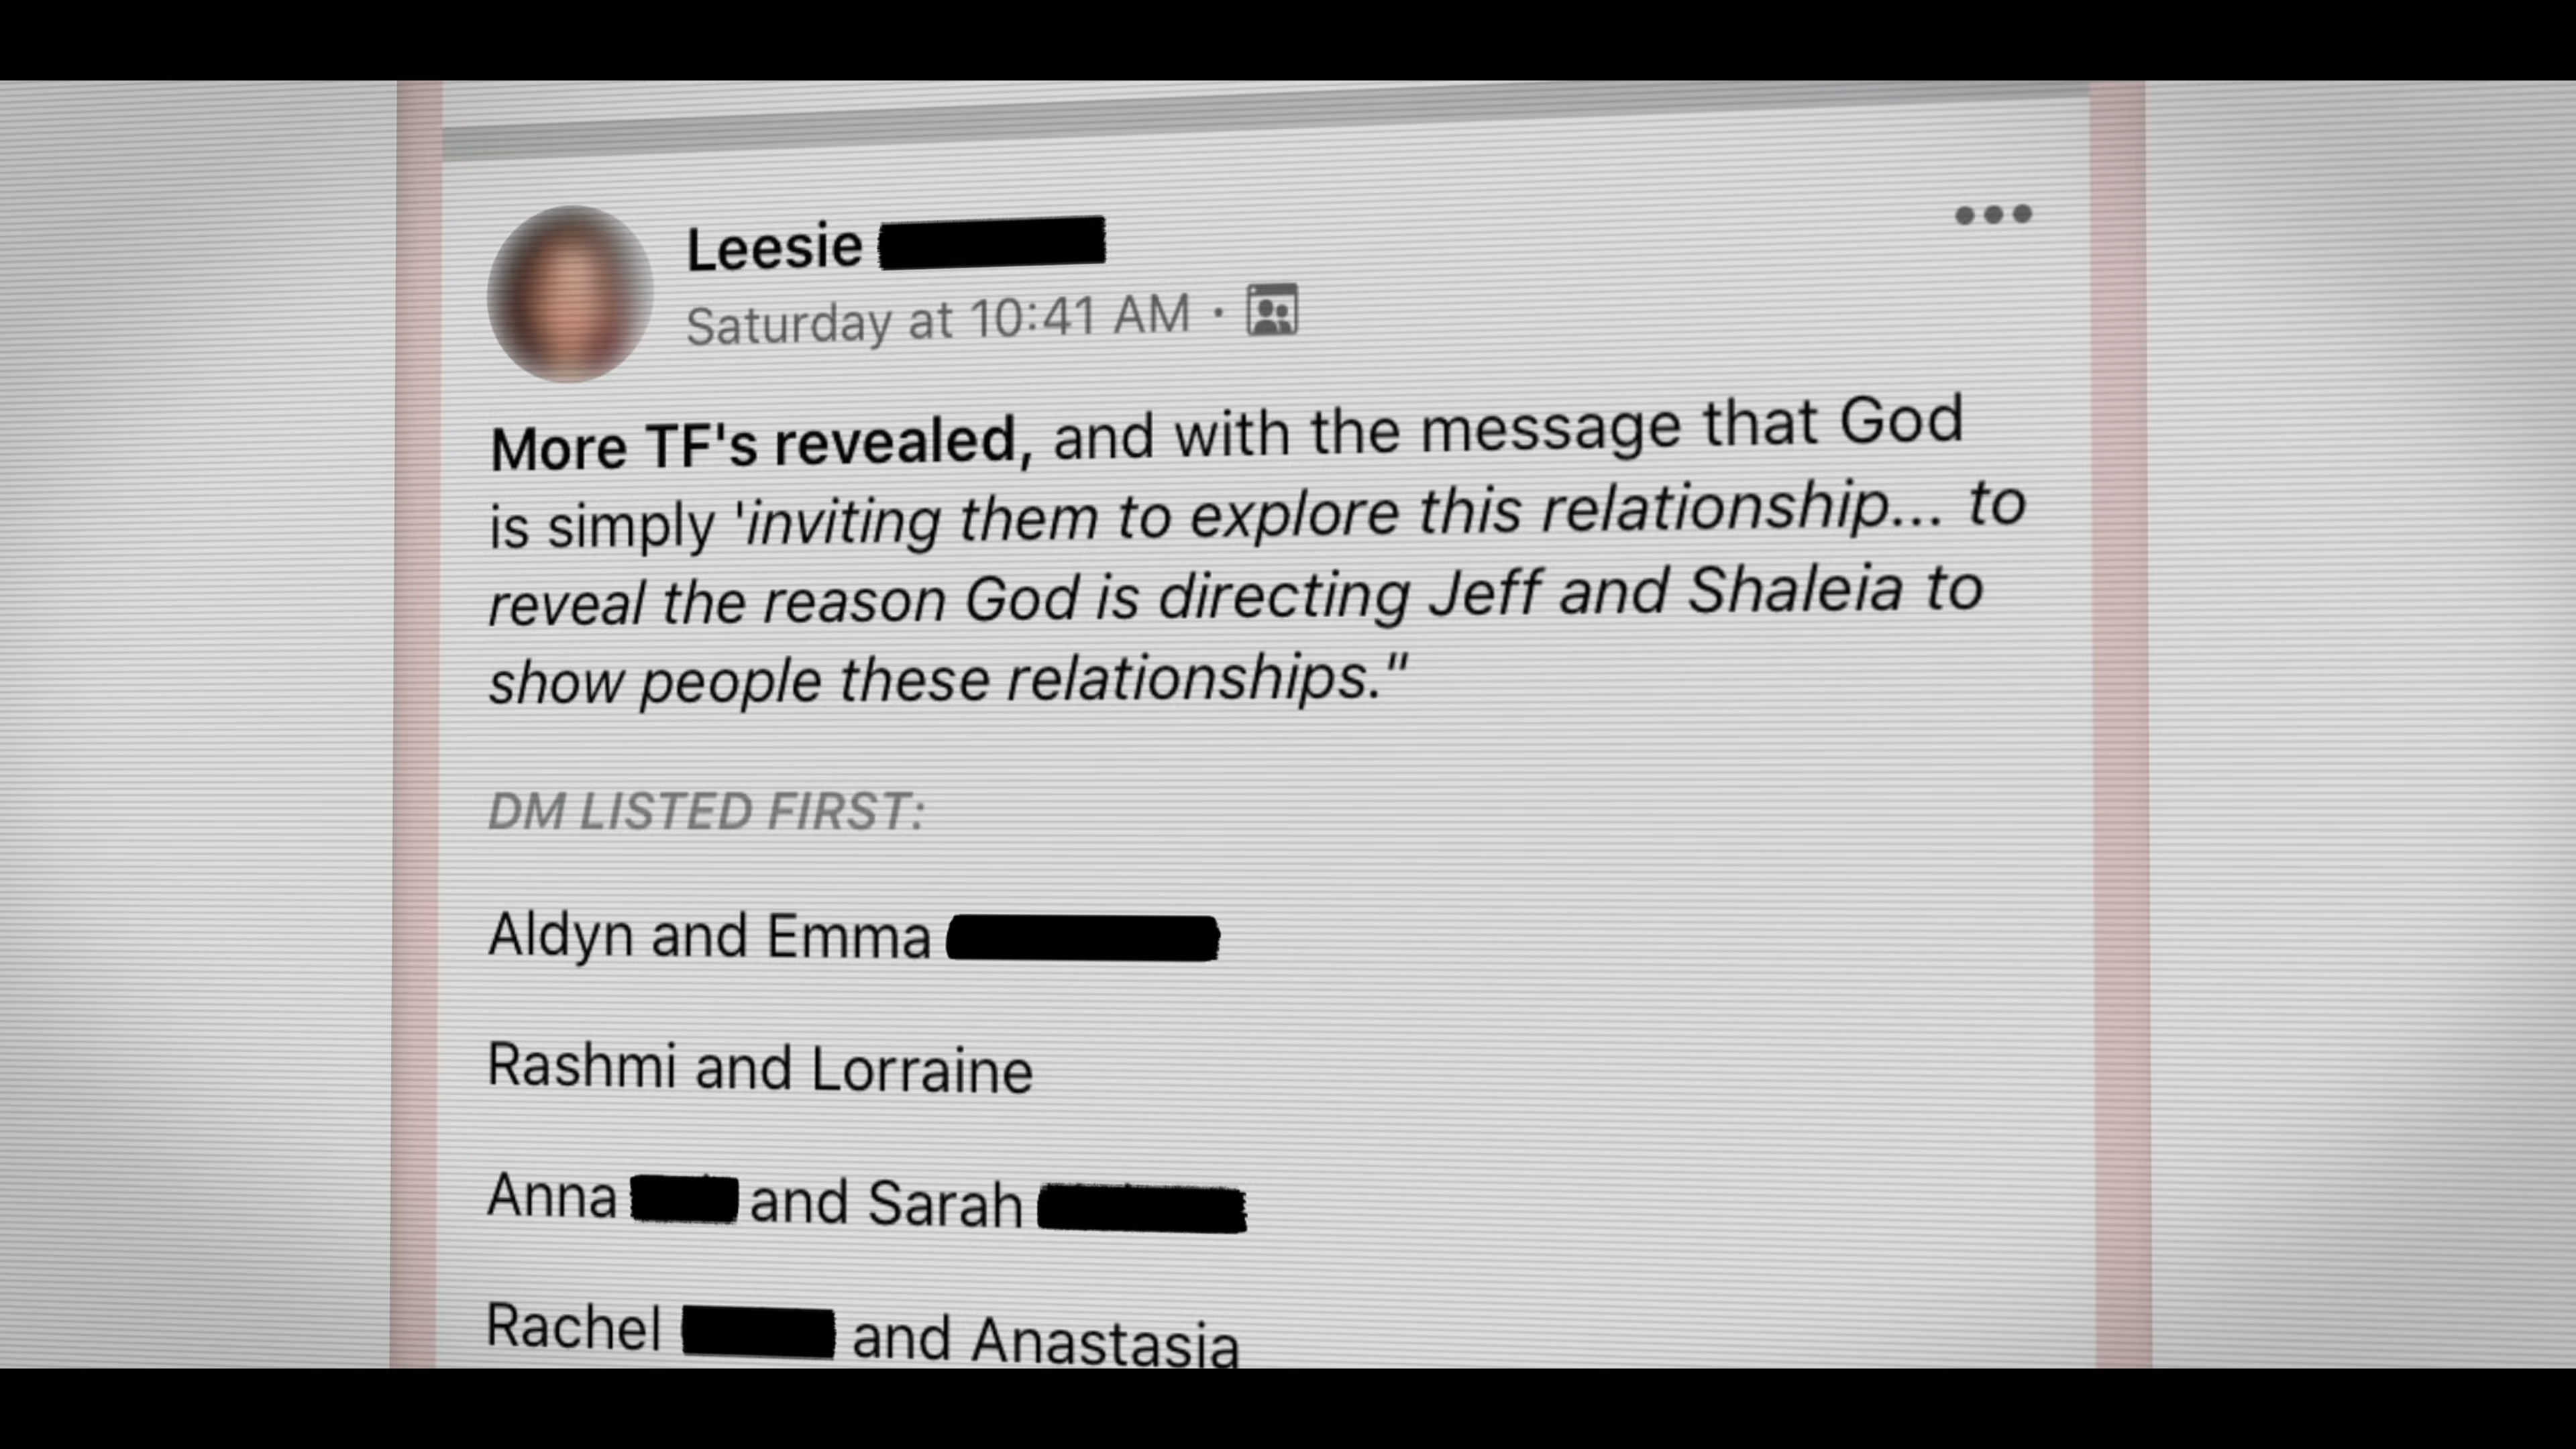 Leesie
Saturday at 10:41 AM ·
More TF's revealed, and with the message that God
is simply 'inviting them to explore this relationship... to
reveal the reason God is directing Jeff and Shaleia to
show people these relationships."
DM LISTED FIRST:
Aldyn and Emma
Rashmi and Lorraine
Anna and Sarah
Rachel and Anastasia